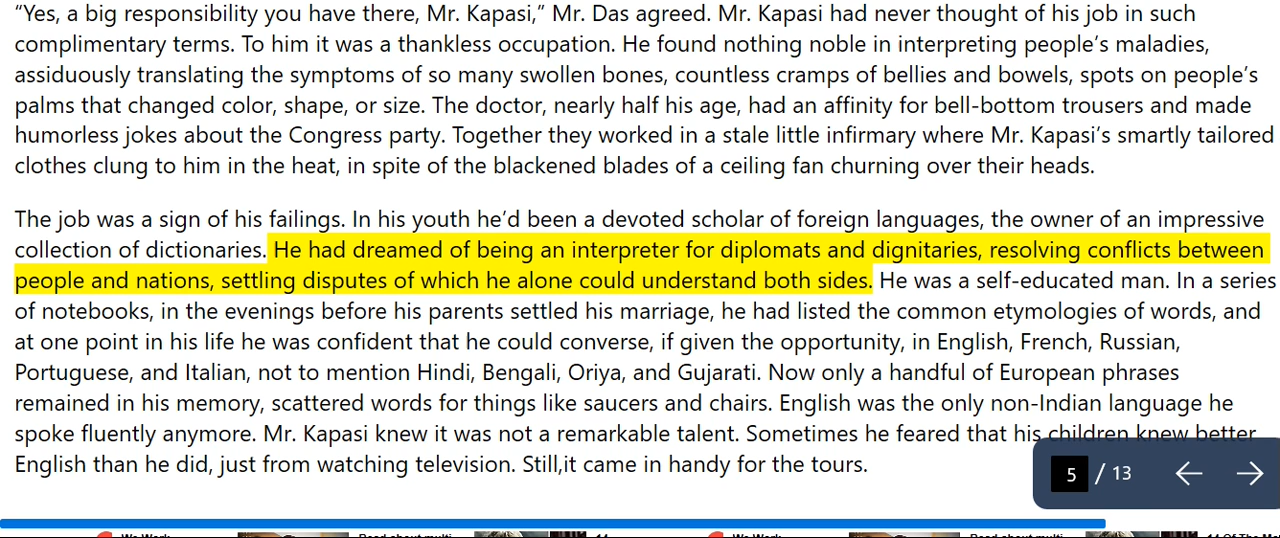 “Yes, a big responsibility you have there, Mr. Kapasi,” Mr. Das agreed. Mr. Kapasi had never thought of his job in such
complimentary terms. To him it was a thankless occupation. He found nothing noble in interpreting people’s maladies,
assiduously translating the symptoms of so many swollen bones, countless cramps of bellies and bowels, spots on people’s
palms that changed color, shape, or size. The doctor, nearly half his age, had an affinity for bell-bottom trousers and made
humorless jokes about the Congress party. Together they worked in a stale little infirmary where Mr. Kapasi’s smartly tailored
clothes clung to him in the heat, in spite of the blackened blades of a ceiling fan churning over their heads.
The job was a sign of his failings. In his youth he’d been a devoted scholar of foreign languages, the owner of an impressive
collection of dictionaries. He had dreamed of being an interpreter for diplomats and dignitaries, resolving conflicts between
people and nations, settling disputes of which he alone could understand both sides. He was a self-educated man. In a series
of notebooks, in the evenings before his parents settled his marriage, he had listed the common etymologies of words, and
at one point in his life he was confident that he could converse, if given the opportunity, in English, French, Russian,
Portuguese, and Italian, not to mention Hindi, Bengali, Oriya, and Gujarati. Now only a handful of European phrases
remained in his memory, scattered words for things like saucers and chairs. English was the only non-Indian language he
spoke fluently anymore. Mr. Kapasi knew it was not a remarkable talent. Sometimes he feared that his children knew better
English than he did, just from watching television. Still,it came in handy for the tours.
5 / 13